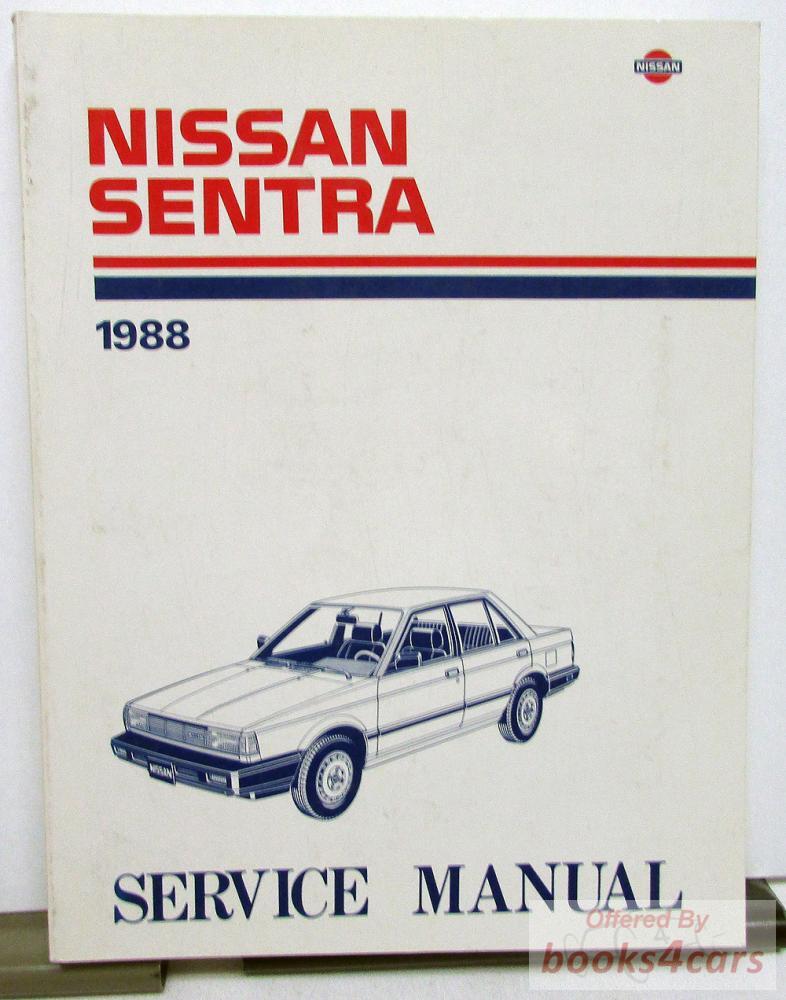 NISSAN
NISSAN
SENTRA
1988
NISSAN
SERVICE MANUAL
Offered By
books4cars